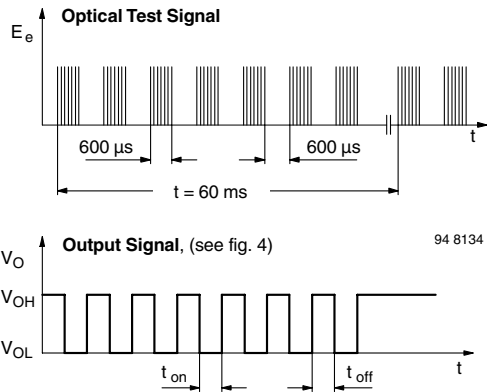 Optical Test Signal
E e
600 µs
600 µs
t
t = 60 ms
Output Signal, (see fig. 4)
94 8134
V O
V OH
V OL
t on
t off
t